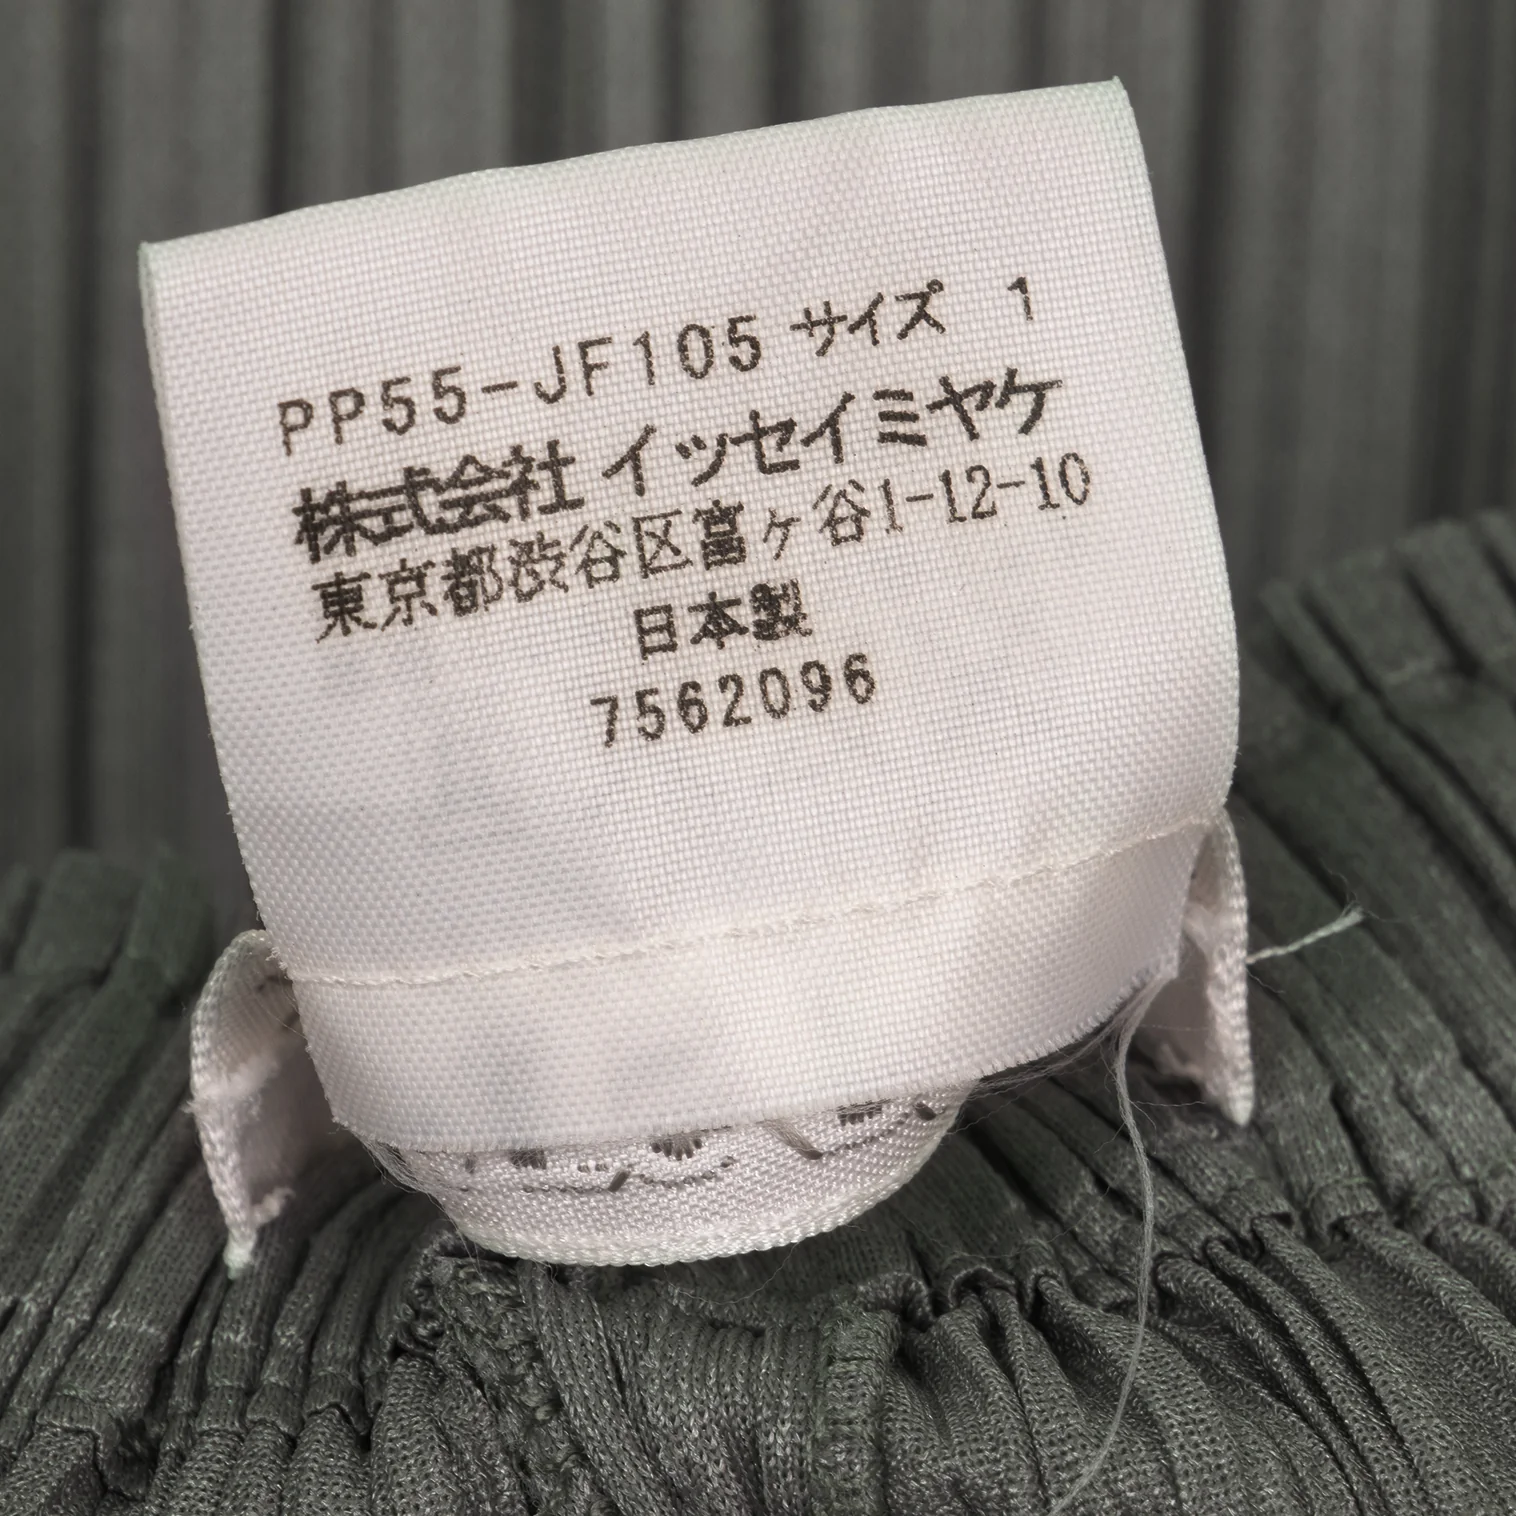 PP55-JF105 サイズ 1
株式会社 イッセイミヤケ
東京都渋谷区富ヶ谷1-12-10
日本製
7562096